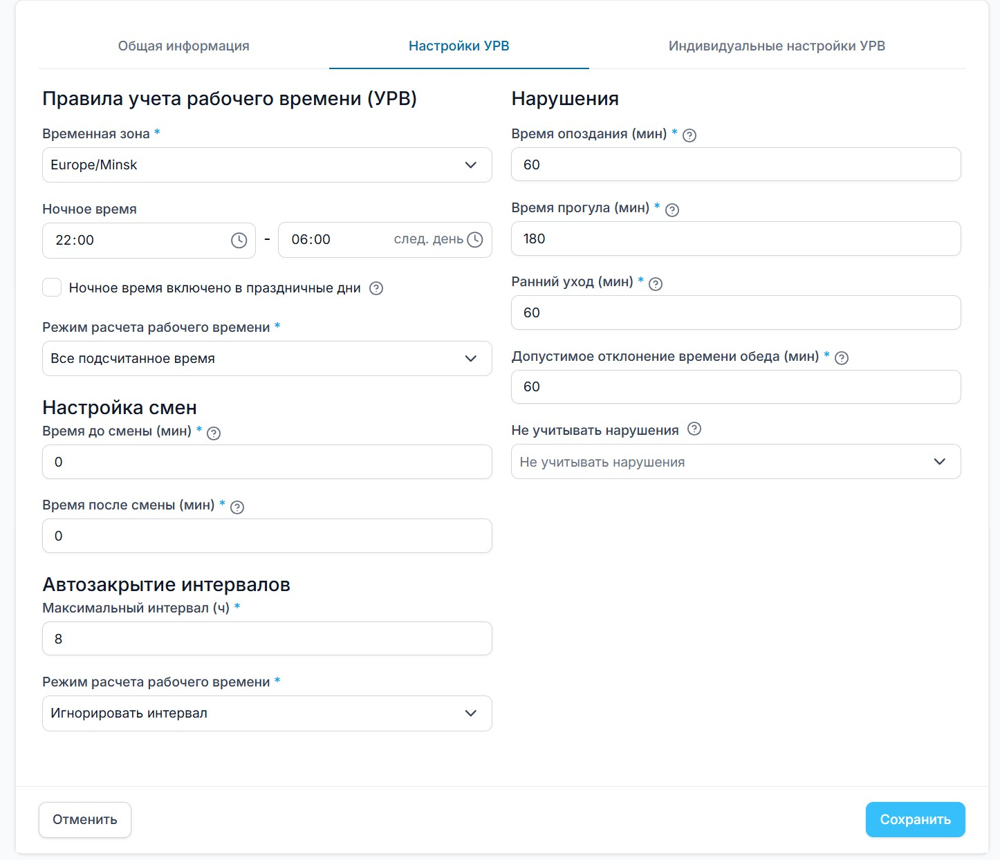 Общая информация
Настройки УРВ
Индивидуальные настройки УРВ
Правила учета рабочего времени (УРВ)
Временная зона *
Europe/Minsk
Ночное время
22:00 - 06:00 след. день
Ночное время включено в праздничные дни
Режим расчета рабочего времени *
Все подсчитанное время
Настройка смен
Время до смены (мин) *
0
Время после смены (мин) *
0
Автозакрытие интервалов
Максимальный интервал (ч) *
8
Режим расчета рабочего времени *
Игнорировать интервал
Нарушения
Время опоздания (мин) *
60
Время прогула (мин) *
180
Ранний уход (мин) *
60
Допустимое отклонение времени обеда (мин) *
60
Не учитывать нарушения
Не учитывать нарушения
Отменить
Сохранить